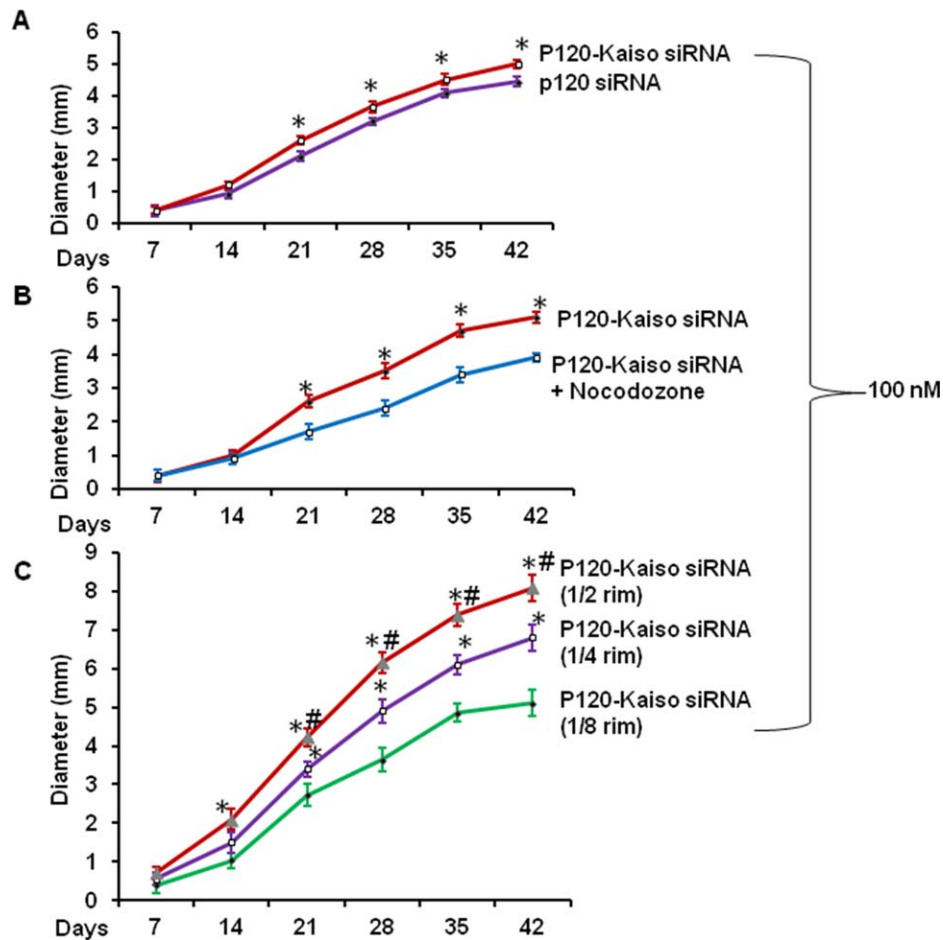 A
Diameter (mm)
6
5
4
3
2
1
0
* * * * *
P120-Kaiso siRNA
p120 siRNA
Days 7 14 21 28 35 42
B
Diameter (mm)
6
5
4
3
2
1
0
* * * *
P120-Kaiso siRNA
P120-Kaiso siRNA
+ Nocodozone
100 nM
Days 7 14 21 28 35 42
C
Diameter (mm)
9
8
7
6
5
4
3
2
1
0
* *# *# *# *#
* * * *
P120-Kaiso siRNA
(1/2 rim)
P120-Kaiso siRNA
(1/4 rim)
P120-Kaiso siRNA
(1/8 rim)
Days 7 14 21 28 35 42